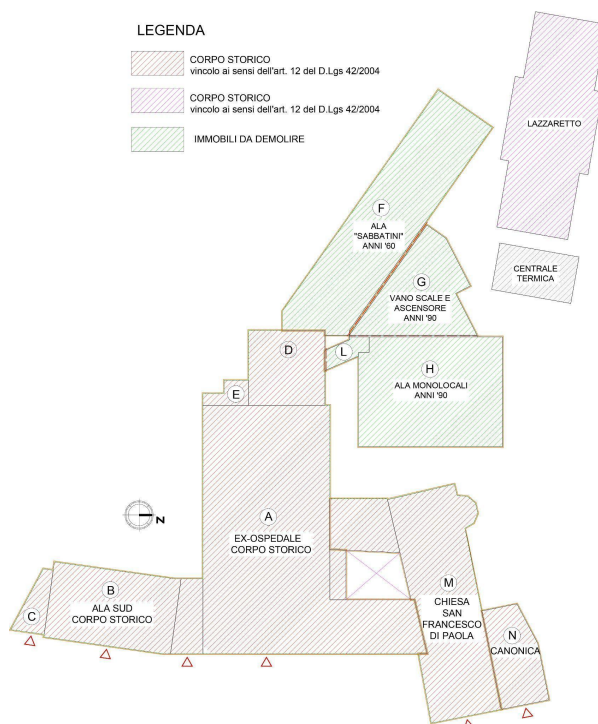 LEGENDA
CORPO STORICO
vincolo ai sensi dell'art. 12 del D.Lgs 42/2004
CORPO STORICO
vincolo ai sensi dell'art. 12 del D.Lgs 42/2004
IMMOBILI DA DEMOLIRE
LAZZARETTO
CENTRALE
TERMICA
F
ALA
"SABBATINI"
ANNI '60
G
VANO SCALE E
ASCENSORE
ANNI '90
D
L
H
ALA MONOLOCALI
ANNI '90
E
A
EX-OSPEDALE
CORPO STORICO
N
B
ALA SUD
CORPO STORICO
C
M
CHIESA
SAN
FRANCESCO
DI PAOLA
N
CANONICA